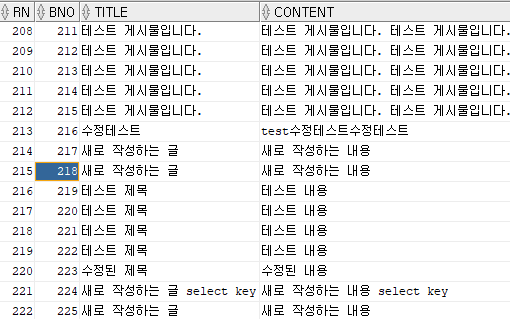 RN BNO TITLE CONTENT
208 211 테스트 게시물입니다. 테스트 게시물입니다. 테스트 게시물입니다.
209 212 테스트 게시물입니다. 테스트 게시물입니다. 테스트 게시물입니다.
210 213 테스트 게시물입니다. 테스트 게시물입니다. 테스트 게시물입니다.
211 214 테스트 게시물입니다. 테스트 게시물입니다. 테스트 게시물입니다.
212 215 테스트 게시물입니다. 테스트 게시물입니다. 테스트 게시물입니다.
213 216 수정테스트 test수정테스트수정테스트
214 217 새로 작성하는 글 새로 작성하는 내용
215 218 새로 작성하는 글 새로 작성하는 내용
216 219 테스트 제목 테스트 내용
217 220 테스트 제목 테스트 내용
218 221 테스트 제목 테스트 내용
219 222 테스트 제목 테스트 내용
220 223 수정된 제목 수정된 내용
221 224 새로 작성하는 글 select key 새로 작성하는 내용 select key
222 225 새로 작성하는 글 새로 작성하는 내용